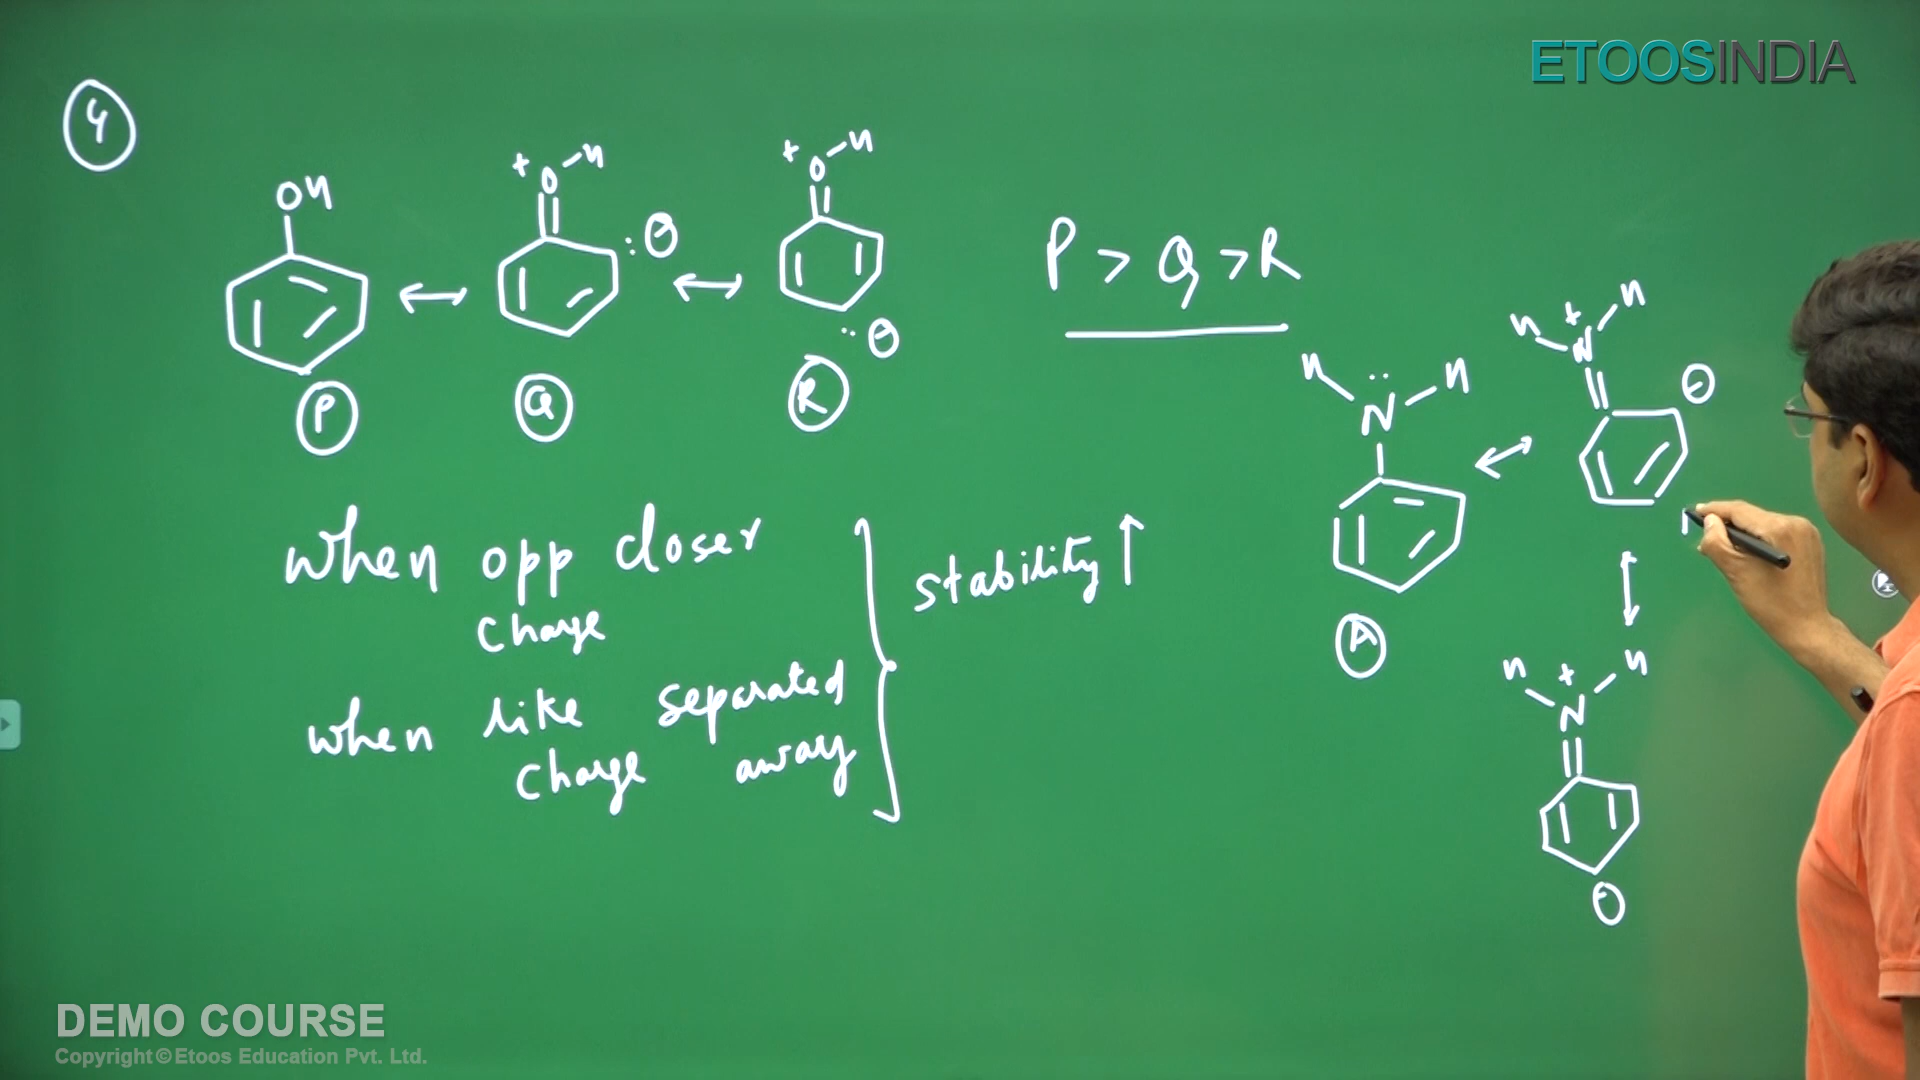 ETOOSINDIA
4
OH
+
O-H
:⊖
+
O-H
..⊖
P
Q
R
P > Q > R
when opp closer
charge
when like separated
charge away
stability ↑
H
..
N
H
A
H
+
N
H
⊖
H
+
N
H
⊖
DEMO COURSE
Copyright © Etoos Education Pvt. Ltd.